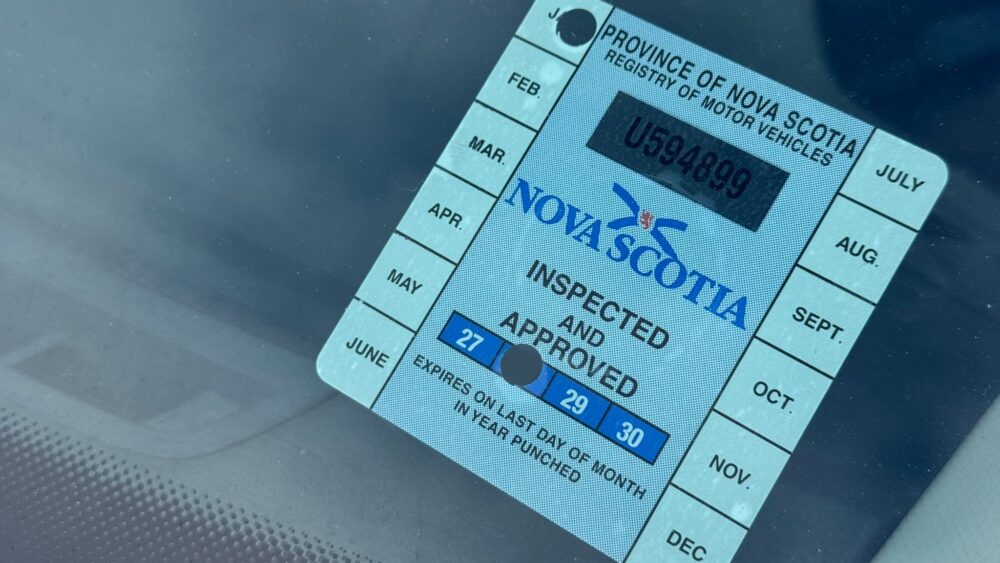 PROVINCE OF NOVA SCOTIA
REGISTRY OF MOTOR VEHICLES
U594899
NOVA SCOTIA
INSPECTED
AND
APPROVED
27 29 30
EXPIRES ON LAST DAY OF MONTH
IN YEAR PUNCHED
FEB.
MAR.
APR.
MAY
JUNE
JULY
AUG.
SEPT.
OCT.
NOV.
DEC